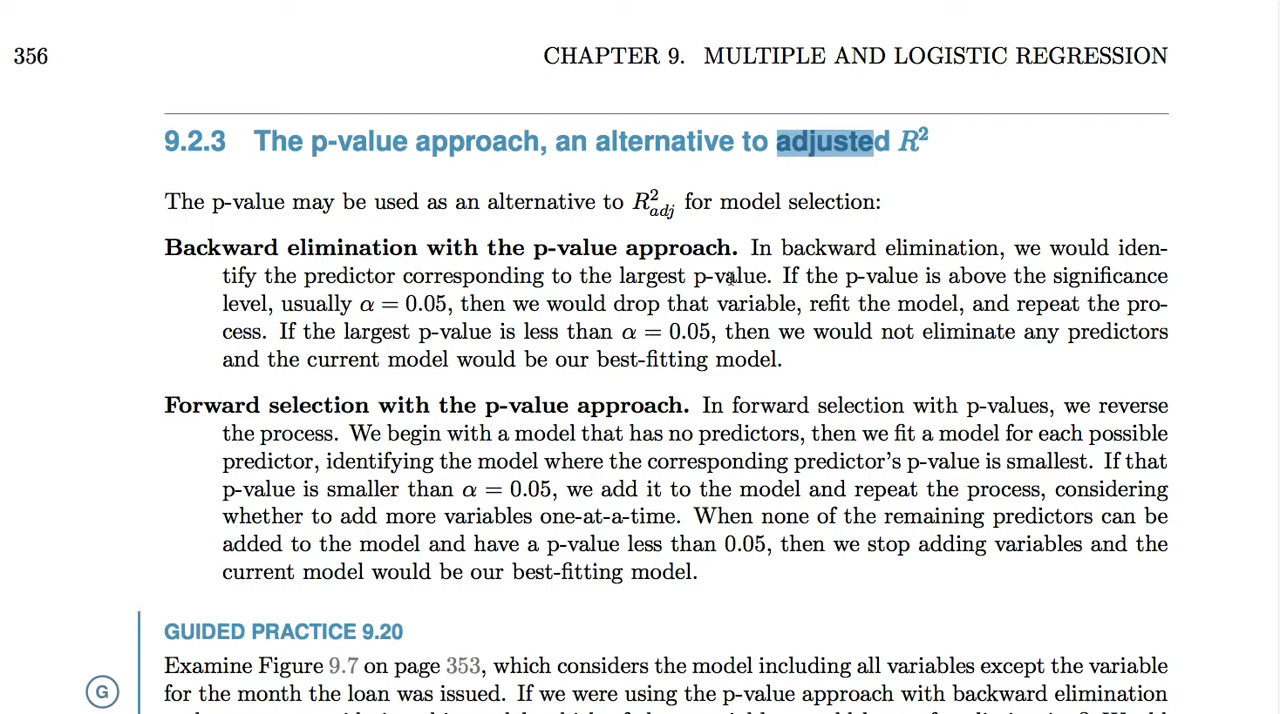 356
CHAPTER 9. MULTIPLE AND LOGISTIC REGRESSION
9.2.3 The p-value approach, an alternative to adjusted R²
The p-value may be used as an alternative to R²adj for model selection:
Backward elimination with the p-value approach. In backward elimination, we would iden-
tify the predictor corresponding to the largest p-value. If the p-value is above the significance
level, usually α = 0.05, then we would drop that variable, refit the model, and repeat the pro-
cess. If the largest p-value is less than α = 0.05, then we would not eliminate any predictors
and the current model would be our best-fitting model.
Forward selection with the p-value approach. In forward selection with p-values, we reverse
the process. We begin with a model that has no predictors, then we fit a model for each possible
predictor, identifying the model where the corresponding predictor's p-value is smallest. If that
p-value is smaller than α = 0.05, we add it to the model and repeat the process, considering
whether to add more variables one-at-a-time. When none of the remaining predictors can be
added to the model and have a p-value less than 0.05, then we stop adding variables and the
current model would be our best-fitting model.
GUIDED PRACTICE 9.20
Examine Figure 9.7 on page 353, which considers the model including all variables except the variable
G
for the month the loan was issued. If we were using the p-value approach with backward elimination